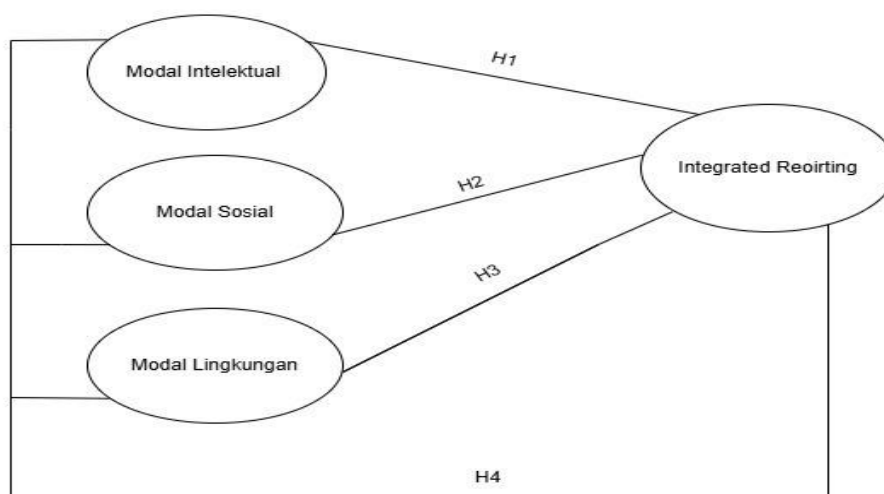 Modal Intelektual
H1
Integrated Reoirting
Modal Sosial
H2
H3
Modal Lingkungan
H4